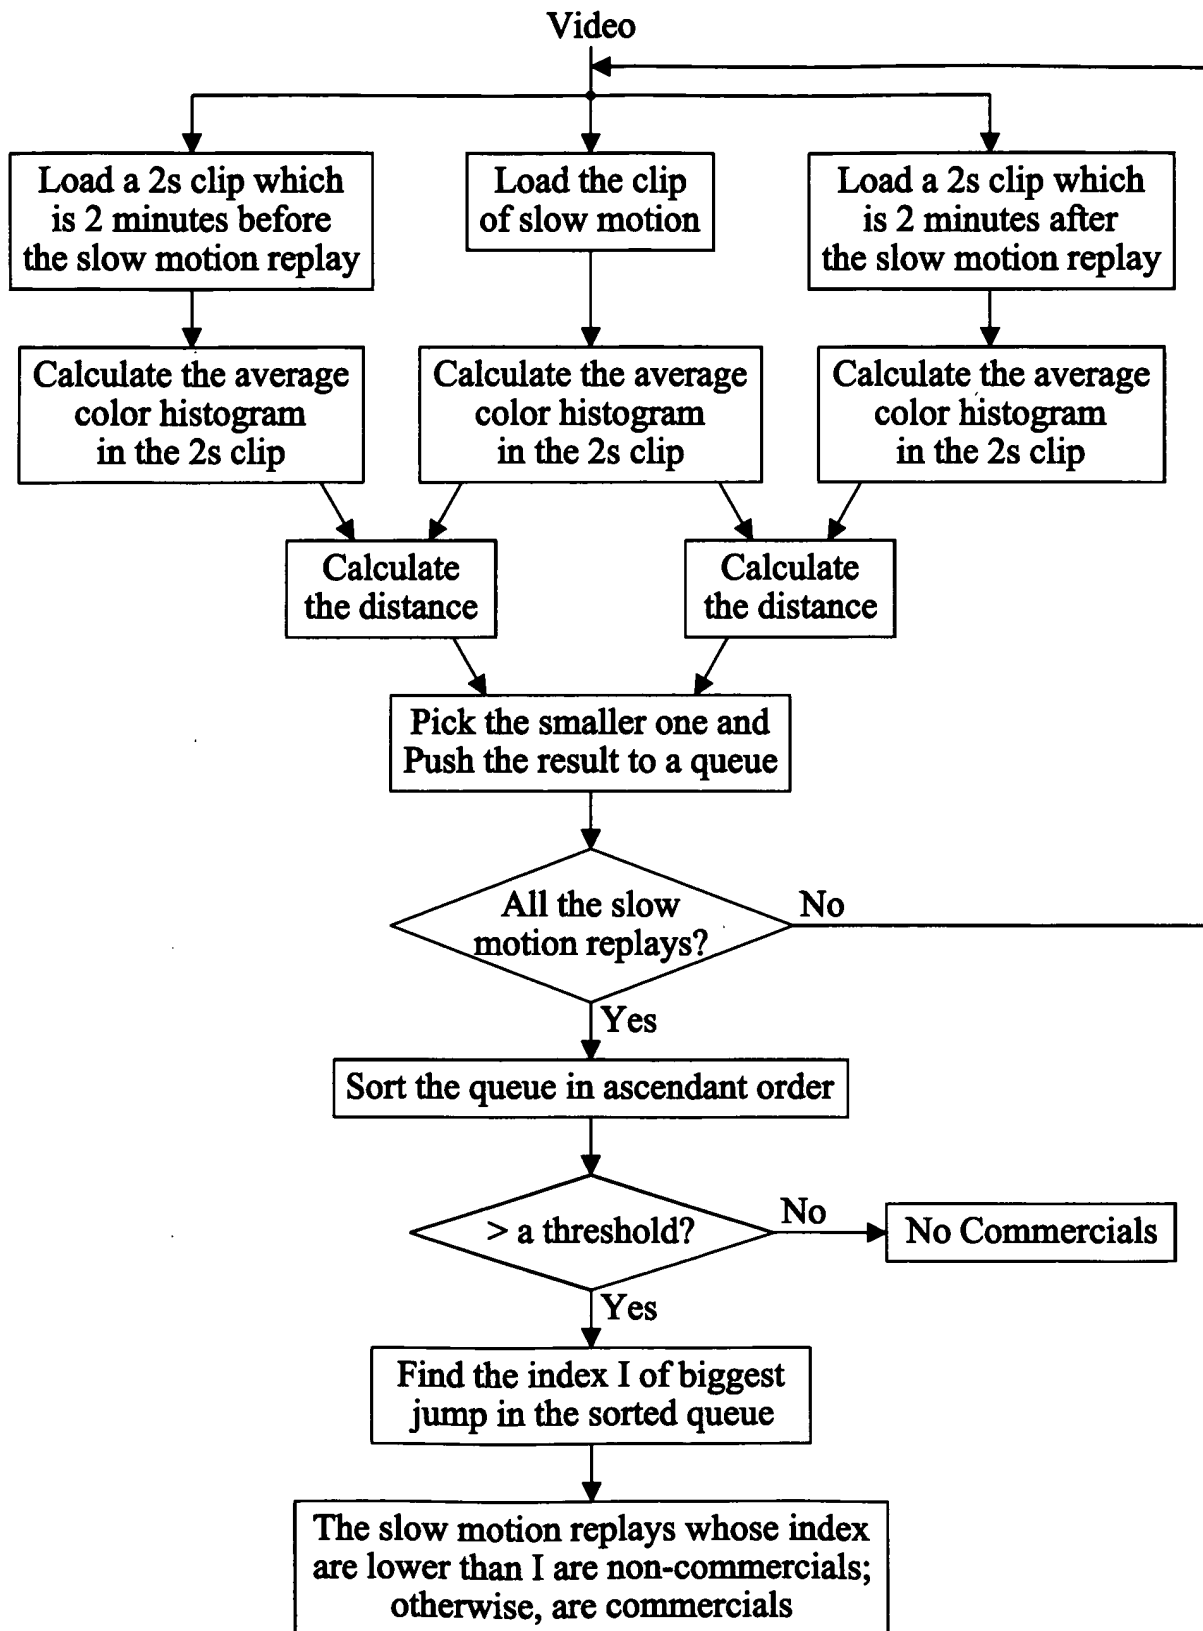 Video
Load a 2s clip which
is 2 minutes before
the slow motion replay
Load the clip
of slow motion
Load a 2s clip which
is 2 minutes after
the slow motion replay
Calculate the average
color histogram
in the 2s clip
Calculate the average
color histogram
in the 2s clip
Calculate the average
color histogram
in the 2s clip
Calculate
the distance
Calculate
the distance
Pick the smaller one and
Push the result to a queue
All the slow
motion replays?
No
Yes
Sort the queue in ascendant order
> a threshold?
No
No Commercials
Yes
Find the index I of biggest
jump in the sorted queue
The slow motion replays whose index
are lower than I are non-commercials;
otherwise, are commercials